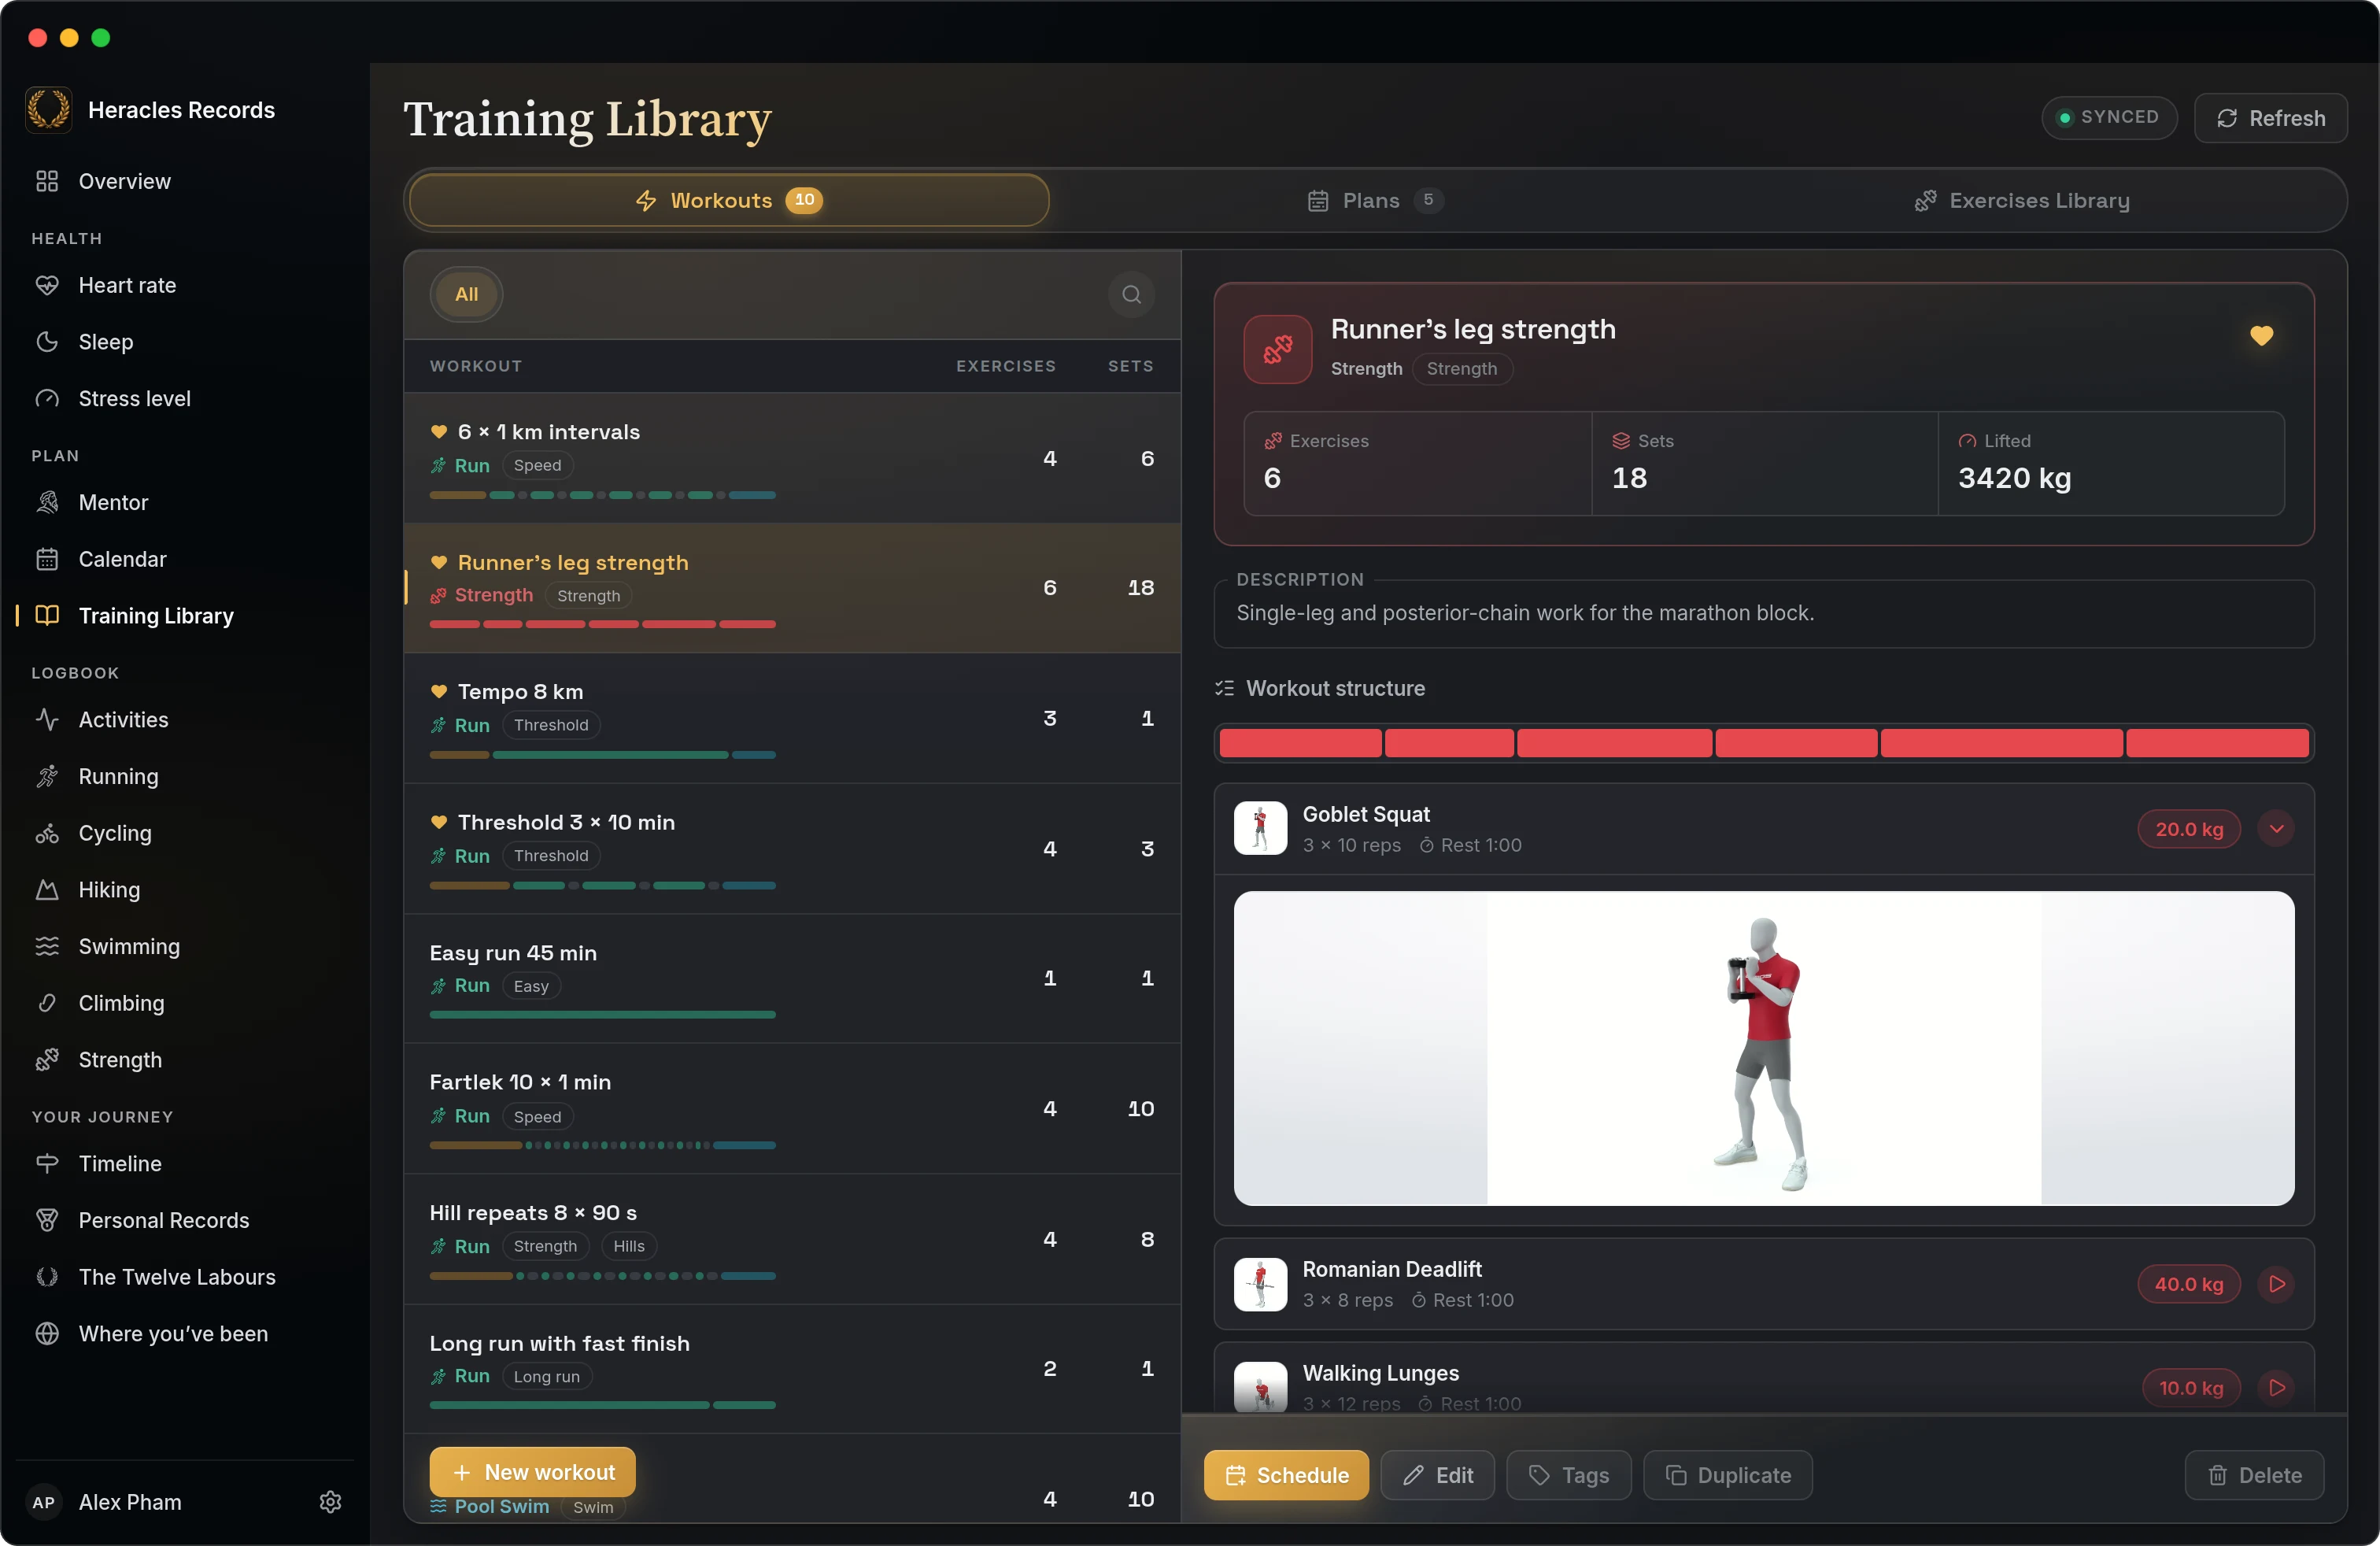 Heracles Records
Overview
HEALTH
Heart rate
Sleep
Stress level
PLAN
Mentor
Calendar
Training Library
LOGBOOK
Activities
Running
Cycling
Hiking
Swimming
Climbing
Strength
YOUR JOURNEY
Timeline
Personal Records
The Twelve Labours
Where you've been
AP Alex Pham
Training Library
SYNCED
Refresh
Workouts 10
Plans 5
Exercises Library
All
WORKOUT EXERCISES SETS
6 × 1 km intervals
Run Speed
4 6
Runner's leg strength
Strength Strength
6 18
Tempo 8 km
Run Threshold
3 1
Threshold 3 × 10 min
Run Threshold
4 3
Easy run 45 min
Run Easy
1 1
Fartlek 10 × 1 min
Run Speed
4 10
Hill repeats 8 × 90 s
Run Strength Hills
4 8
Long run with fast finish
Run Long run
2 1
New workout
Pool Swim Swim
4 10
Runner's leg strength
Strength Strength
Exercises
6
Sets
18
Lifted
3420 kg
DESCRIPTION
Single-leg and posterior-chain work for the marathon block.
Workout structure
Goblet Squat
3 × 10 reps Rest 1:00
20.0 kg
Romanian Deadlift
3 × 8 reps Rest 1:00
40.0 kg
Walking Lunges
3 × 12 reps Rest 1:00
10.0 kg
Schedule
Edit
Tags
Duplicate
Delete